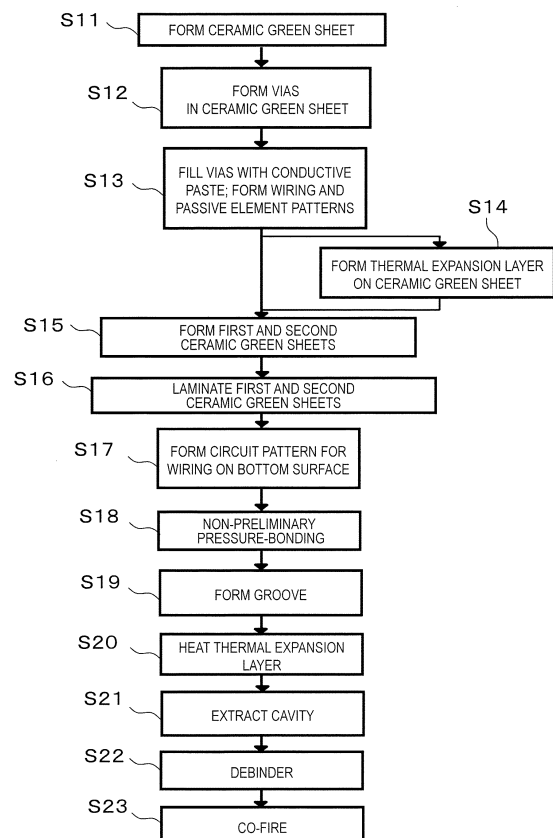 S11
FORM CERAMIC GREEN SHEET
S12
FORM VIAS
IN CERAMIC GREEN SHEET
S13
FILL VIAS WITH CONDUCTIVE
PASTE; FORM WIRING AND
PASSIVE ELEMENT PATTERNS
S14
FORM THERMAL EXPANSION LAYER
ON CERAMIC GREEN SHEET
S15
FORM FIRST AND SECOND
CERAMIC GREEN SHEETS
S16
LAMINATE FIRST AND SECOND
CERAMIC GREEN SHEETS
S17
FORM CIRCUIT PATTERN FOR
WIRING ON BOTTOM SURFACE
S18
NON-PRELIMINARY
PRESSURE-BONDING
S19
FORM GROOVE
S20
HEAT THERMAL EXPANSION
LAYER
S21
EXTRACT CAVITY
S22
DEBINDER
S23
CO-FIRE